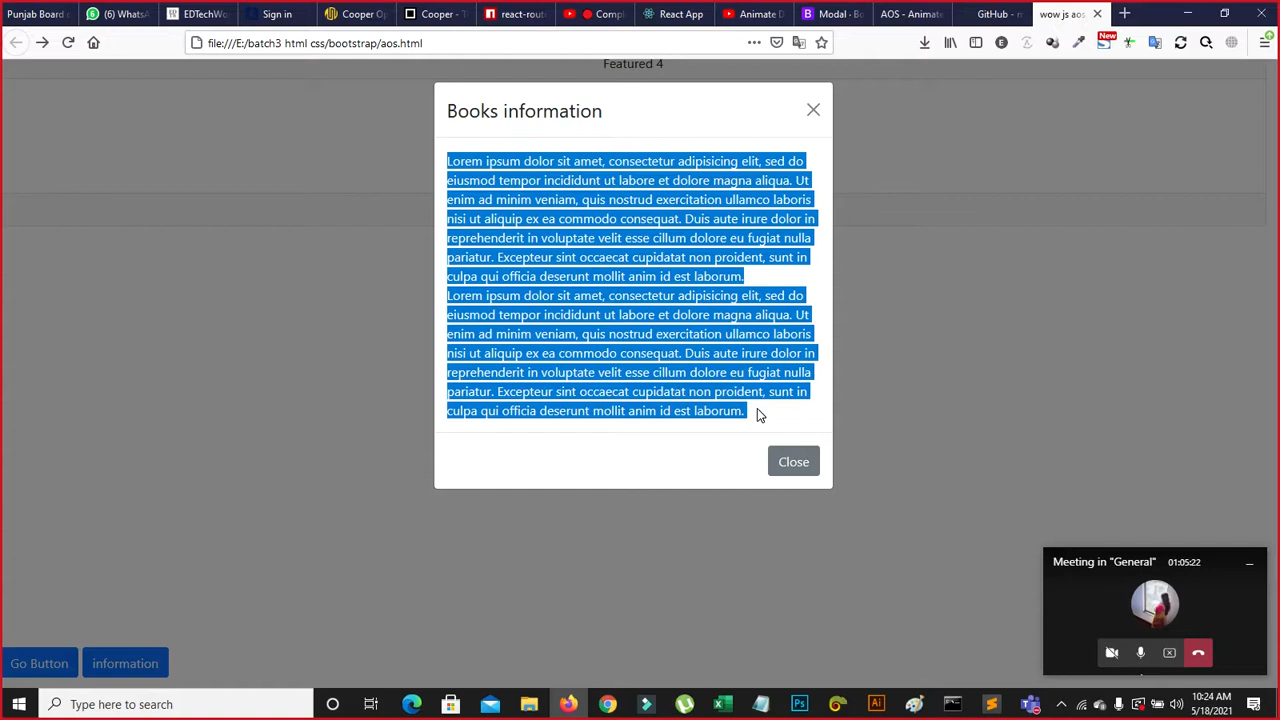 Punjab Board c
(6) WhatsA
EDTechWo
Sign in
Cooper Op
Cooper - T
react-rout
Comple
React App
Animate D
Modal · Bo
AOS - Animate
GitHub - n
wow js aos
file:///E:/batch3 html css/bootstrap/aos.html
New
Featured 4
Books information
Lorem ipsum dolor sit amet, consectetur adipisicing elit, sed do
eiusmod tempor incididunt ut labore et dolore magna aliqua. Ut
enim ad minim veniam, quis nostrud exercitation ullamco laboris
nisi ut aliquip ex ea commodo consequat. Duis aute irure dolor in
reprehenderit in voluptate velit esse cillum dolore eu fugiat nulla
pariatur. Excepteur sint occaecat cupidatat non proident, sunt in
culpa qui officia deserunt mollit anim id est laborum.
Lorem ipsum dolor sit amet, consectetur adipisicing elit, sed do
eiusmod tempor incididunt ut labore et dolore magna aliqua. Ut
enim ad minim veniam, quis nostrud exercitation ullamco laboris
nisi ut aliquip ex ea commodo consequat. Duis aute irure dolor in
reprehenderit in voluptate velit esse cillum dolore eu fugiat nulla
pariatur. Excepteur sint occaecat cupidatat non proident, sunt in
culpa qui officia deserunt mollit anim id est laborum.
Close
Meeting in "General" 01:05:22
Go Button
information
Type here to search
10:24 AM
5/18/2021